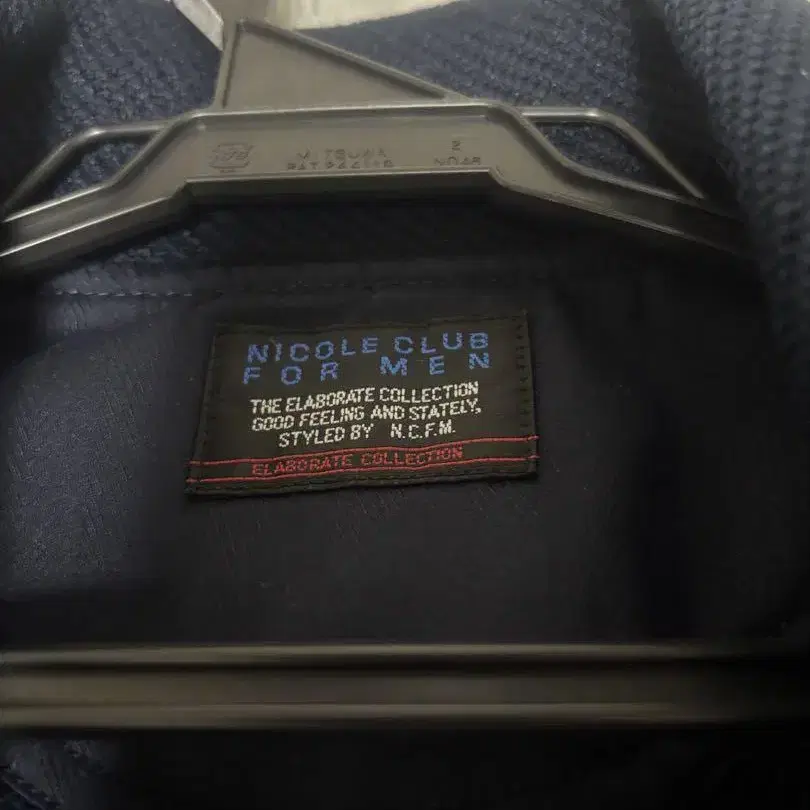 NICOLE CLUB
FOR MEN
THE ELABORATE COLLECTION
GOOD FEELING AND STATELY,
STYLED BY N.C.F.M.
ELABORATE COLLECTION